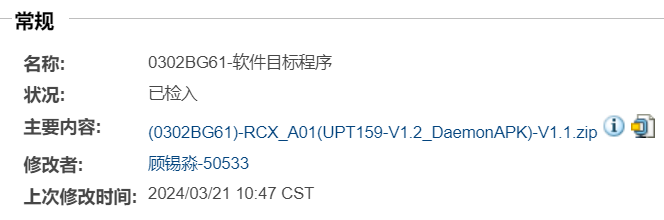 常规
名称: 0302BG61-软件目标程序
状况: 已检入
主要内容: (0302BG61)-RCX_A01(UPT159-V1.2_DaemonAPK)-V1.1.zip
修改者: 顾锡淼-50533
上次修改时间: 2024/03/21 10:47 CST